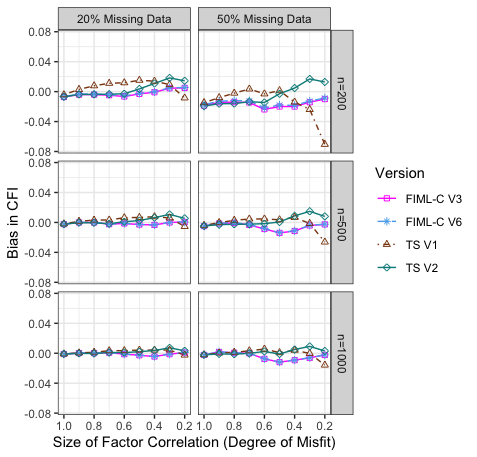 20% Missing Data
50% Missing Data
0.08
0.04
0.00
-0.04
-0.08
n=200
0.08
0.04
0.00
-0.04
-0.08
n=500
0.08
0.04
0.00
-0.04
-0.08
n=1000
1.0 0.8 0.6 0.4 0.2
1.0 0.8 0.6 0.4 0.2
Bias in CFI
Size of Factor Correlation (Degree of Misfit)
Version
FIML-C V3
FIML-C V6
TS V1
TS V2